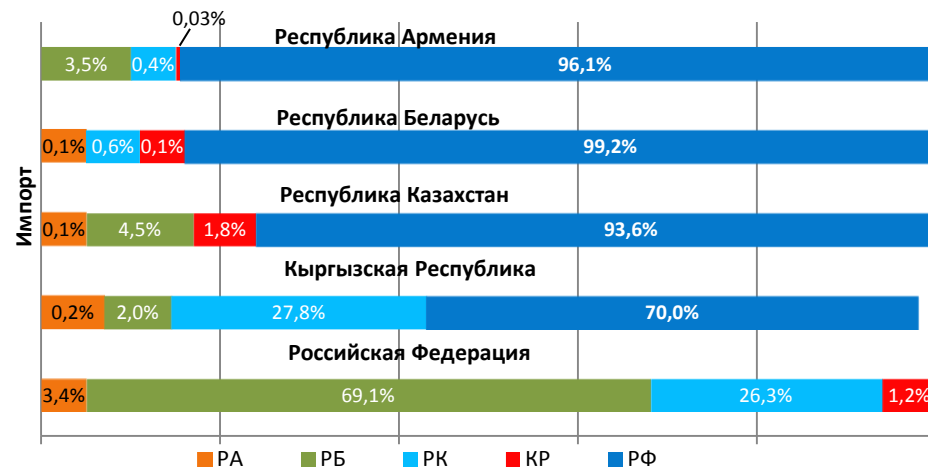 0,03%
Республика Армения
3,5% 0,4% 96,1%
Республика Беларусь
0,1% 0,6% 0,1% 99,2%
Импорт
Республика Казахстан
0,1% 4,5% 1,8% 93,6%
Кыргызская Республика
0,2% 2,0% 27,8% 70,0%
Российская Федерация
3,4% 69,1% 26,3% 1,2%
РА РБ РК КР РФ